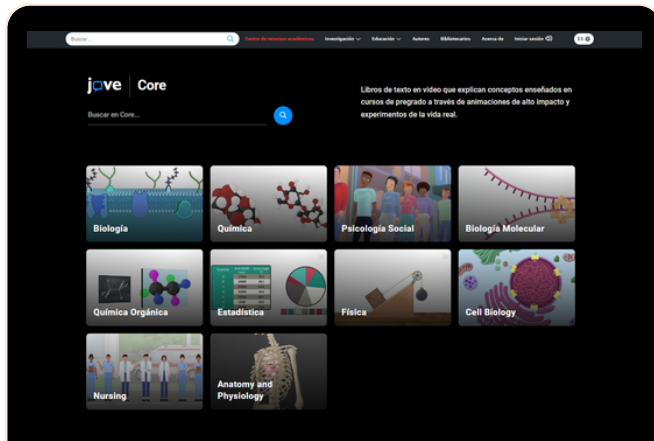 Buscar...
Centro de recursos académicos
Investigación
Educación
Autores
Bibliotecarios
Acerca de
Iniciar sesión
ES
jove Core
Buscar en Core...
Libros de texto en video que explican conceptos enseñados en
cursos de pregrado a través de animaciones de alto impacto y
experimentos de la vida real.
Biología
Química
Psicología Social
Biología Molecular
Química Orgánica
Estadística
Física
Cell Biology
Nursing
Anatomy and
Physiology